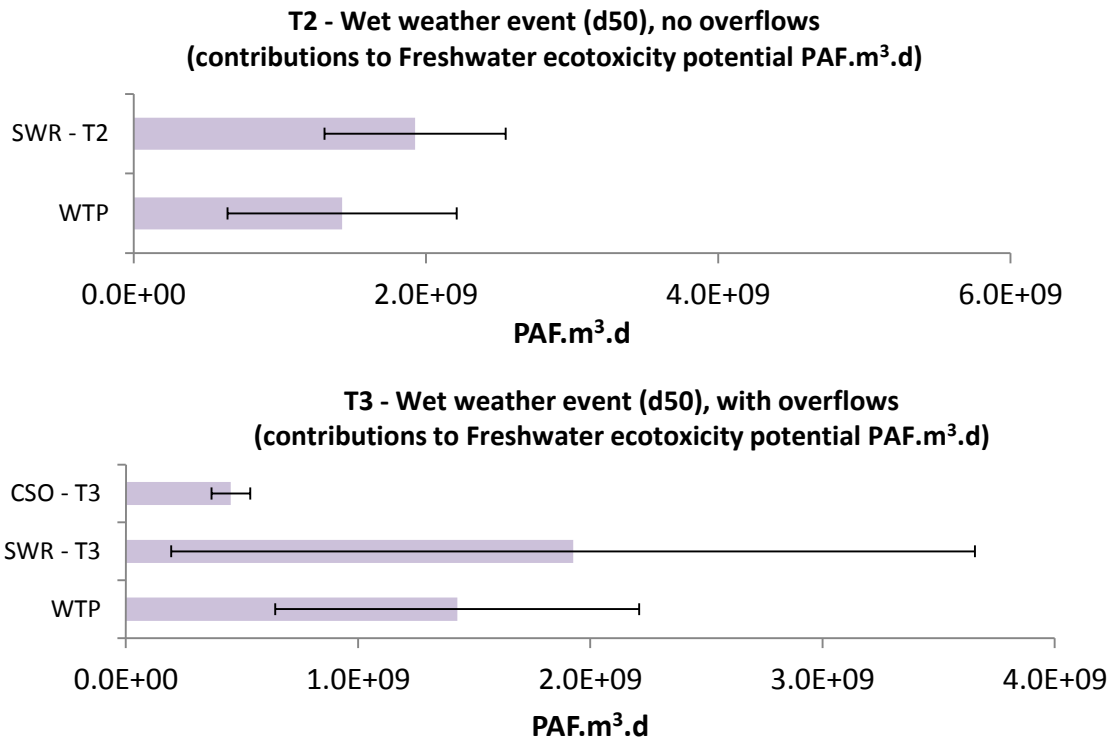 T2 - Wet weather event (d50), no overflows
(contributions to Freshwater ecotoxicity potential PAF.m³.d)
SWR - T2
WTP
0.0E+00 2.0E+09 4.0E+09 6.0E+09
PAF.m³.d
T3 - Wet weather event (d50), with overflows
(contributions to Freshwater ecotoxicity potential PAF.m³.d)
CSO - T3
SWR - T3
WTP
0.0E+00 1.0E+09 2.0E+09 3.0E+09 4.0E+09
PAF.m³.d